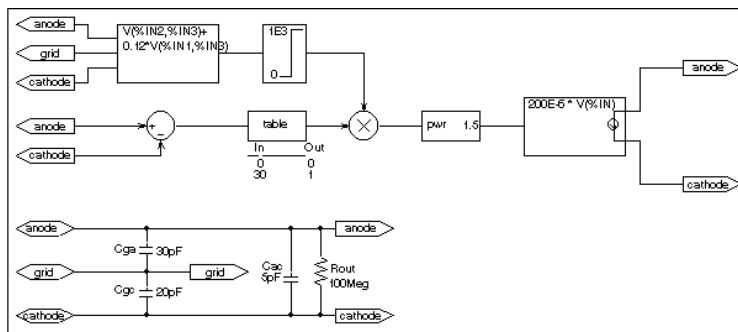 anode
grid
cathode
V(%IN2,%IN3)+
0.12*V(%IN1,%IN3)
1E3
0
anode
cathode
+
-
table
In Out
0 0
30 1
pwr 1.5
200E-6* V(%IN)
anode
cathode
anode
anode
Cga 30pF
grid
grid
Cgc 20pF
Cac
5pF
Rout
100Meg
cathode
cathode